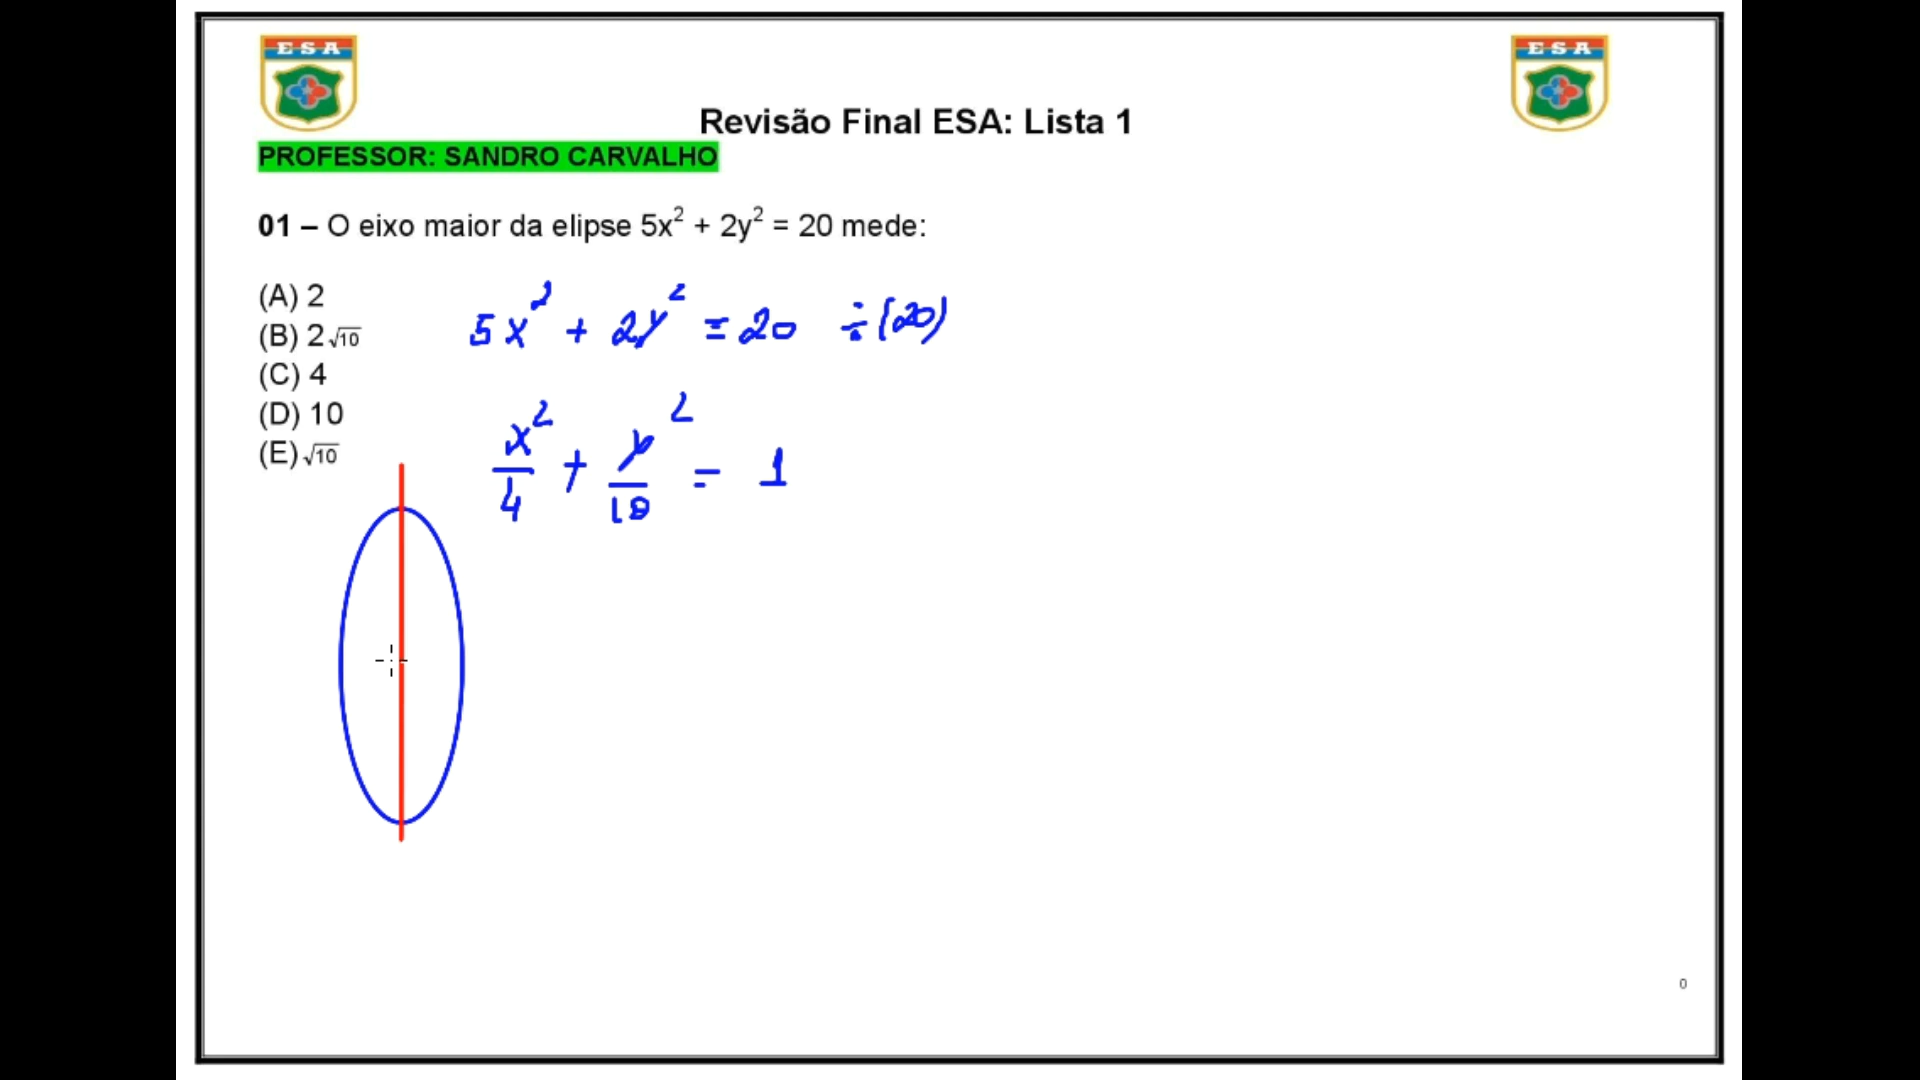 ESA
ESA
Revisão Final ESA: Lista 1
PROFESSOR: SANDRO CARVALHO
01 – O eixo maior da elipse 5x² + 2y² = 20 mede:
(A) 2
(B) 2√10
(C) 4
(D) 10
(E) √10
5x² + 2y² = 20 ÷(20)
x²/4 + y²/10 = 1
0